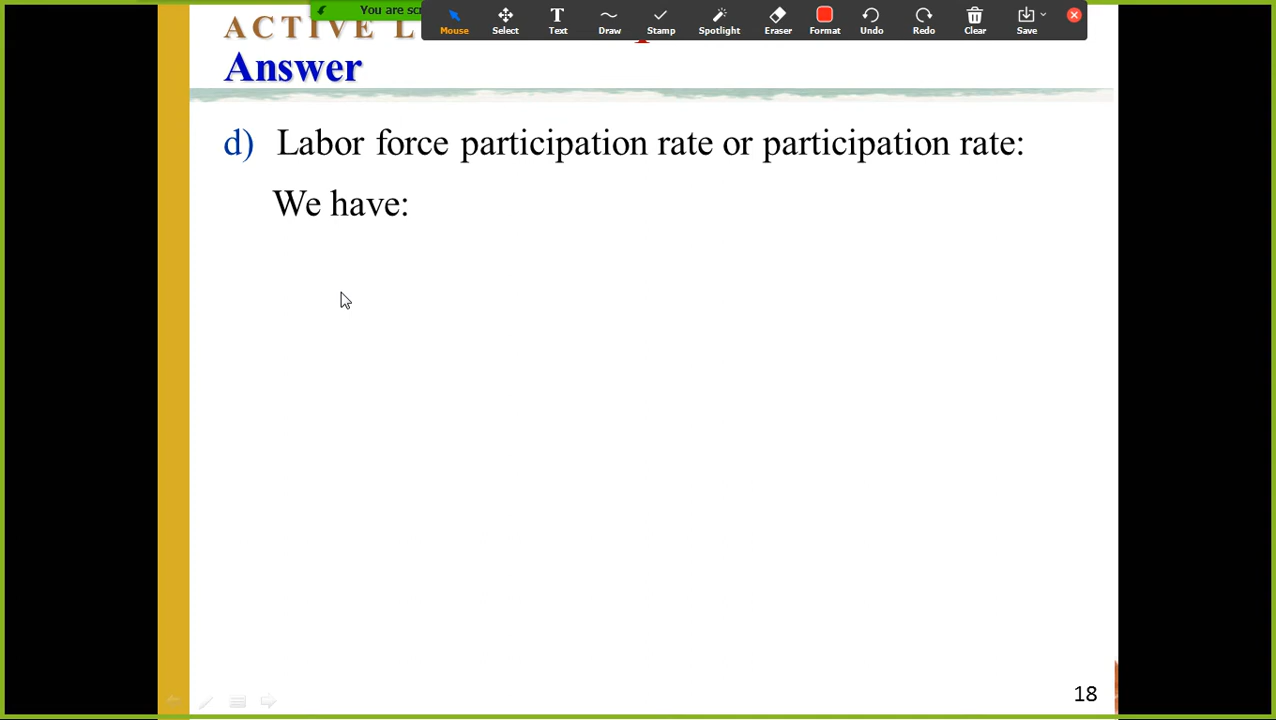 You are scr
Mouse Select Text Draw Stamp Spotlight Eraser Format Undo Redo Clear Save
ACTIVE L
Answer
d) Labor force participation rate or participation rate:
We have:
18